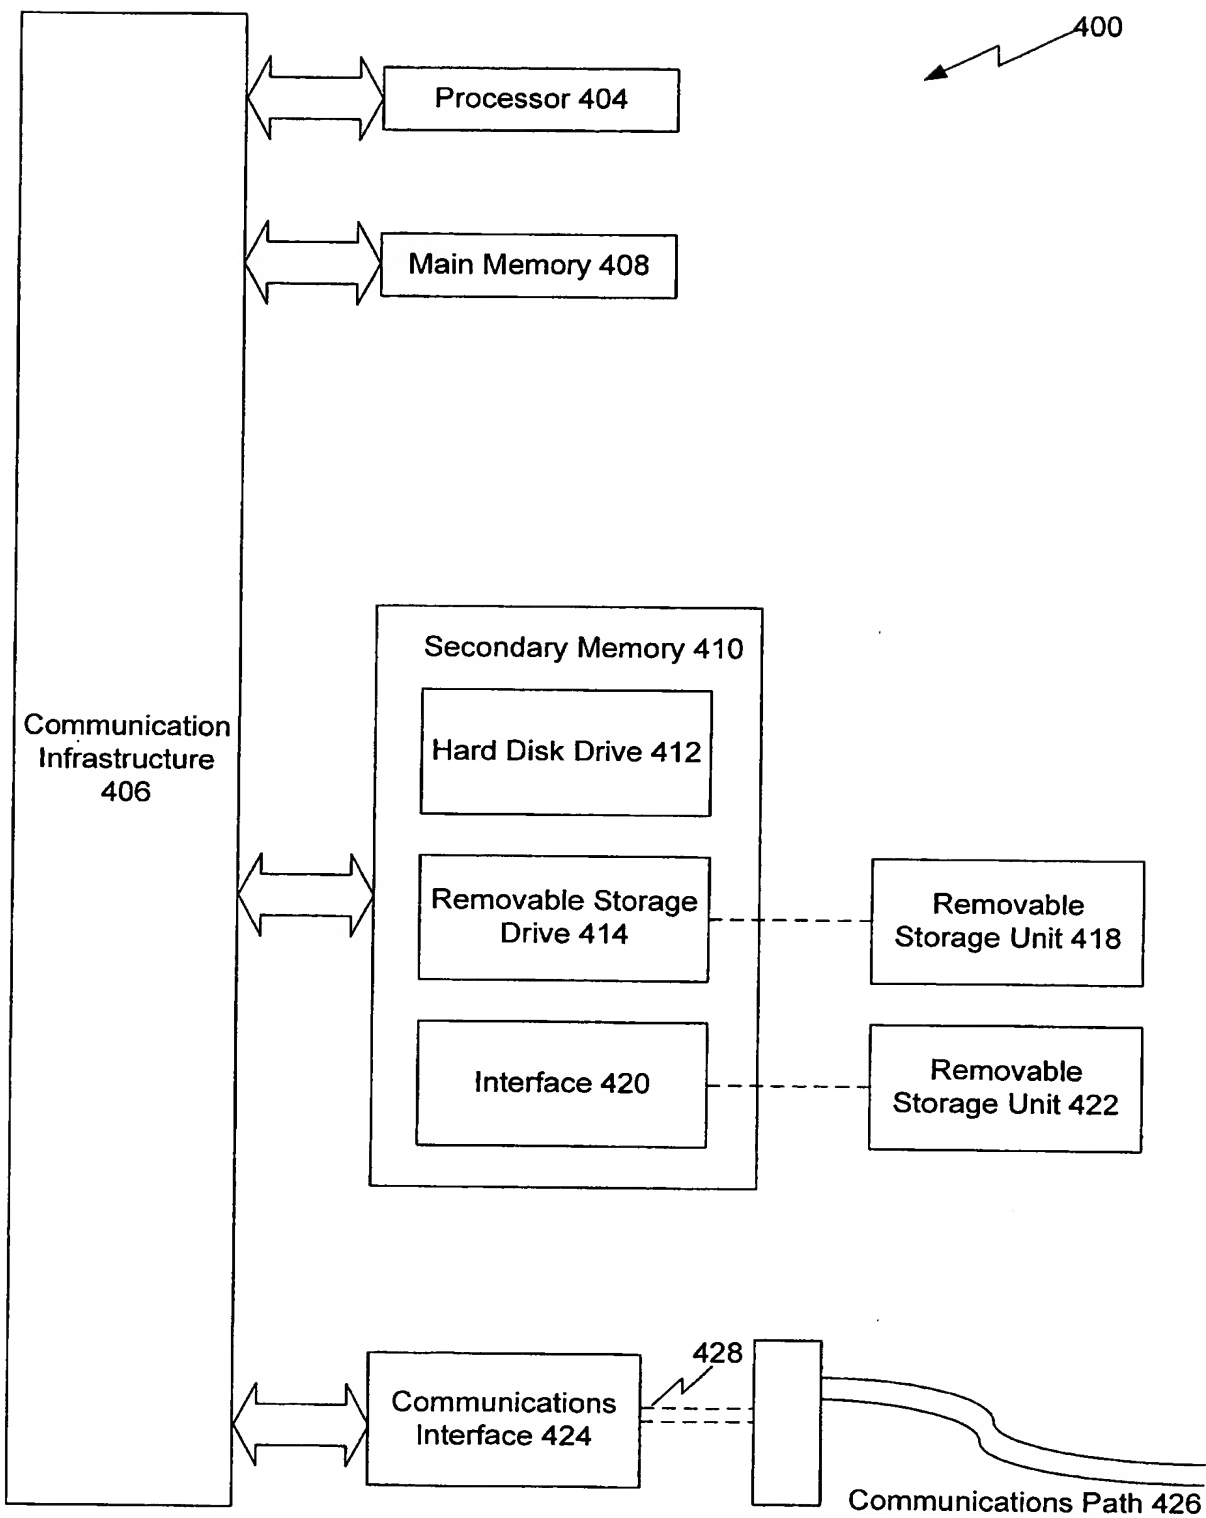 400
Processor 404
Main Memory 408
Secondary Memory 410
Hard Disk Drive 412
Communication
Infrastructure
406
Removable Storage
Drive 414
Removable
Storage Unit 418
Interface 420
Removable
Storage Unit 422
428
Communications
Interface 424
Communications Path 426